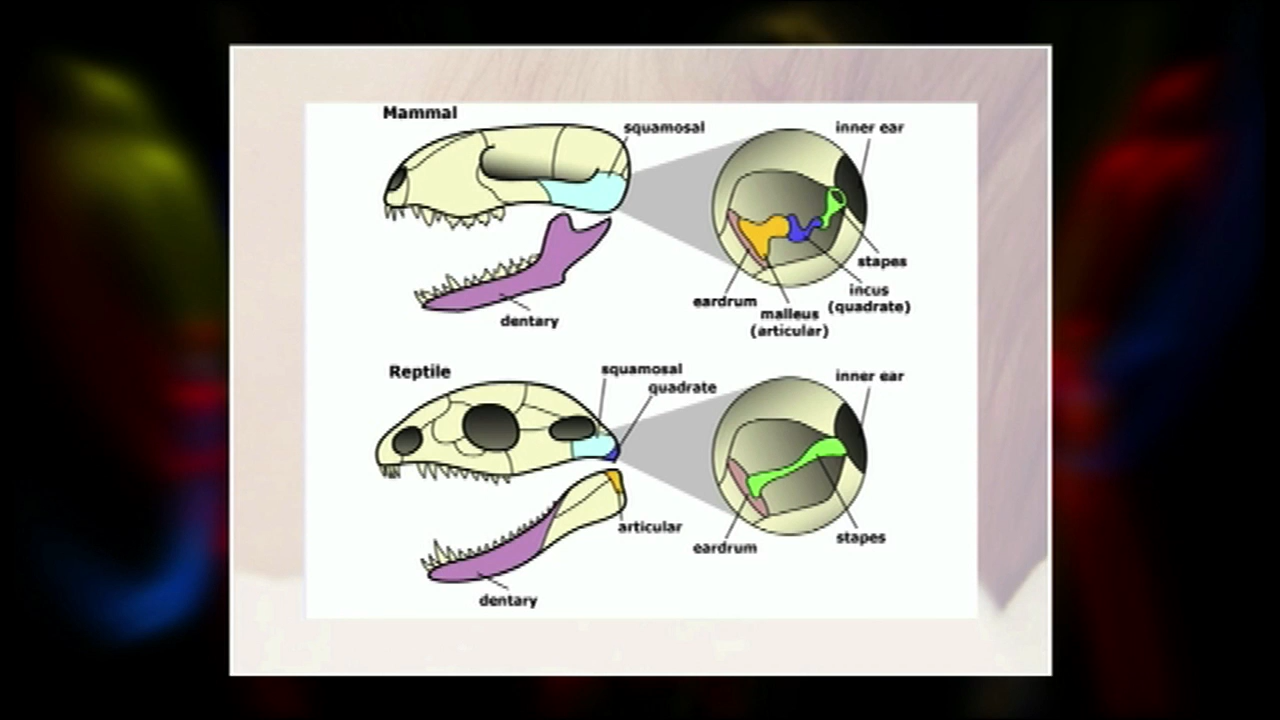 Mammal
squamosal
inner ear
stapes
incus
(quadrate)
eardrum
malleus
(articular)
dentary
Reptile
squamosal
quadrate
inner ear
articular
stapes
eardrum
dentary